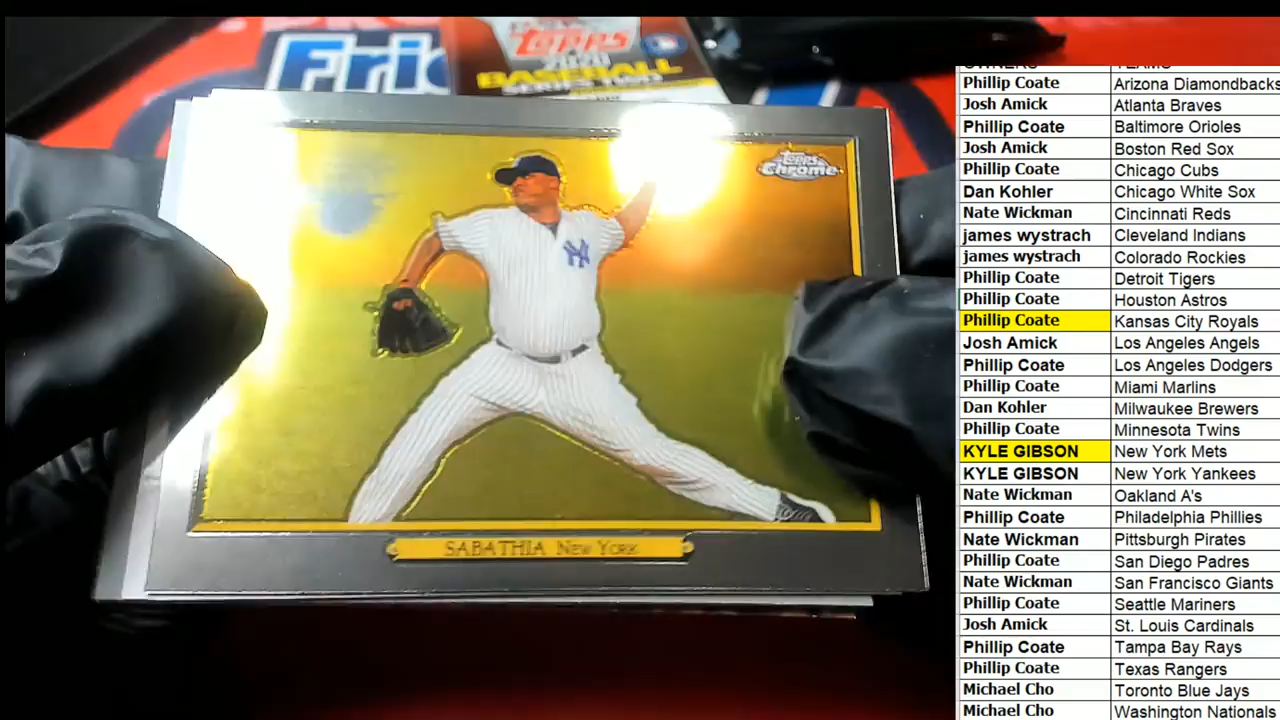 Fri
Topps
2020
BASEBALL
Topps
Chrome
NY
SABATHIA NEW YORK
OWNERS TEAMS
Phillip Coate Arizona Diamondbacks
Josh Amick Atlanta Braves
Phillip Coate Baltimore Orioles
Josh Amick Boston Red Sox
Phillip Coate Chicago Cubs
Dan Kohler Chicago White Sox
Nate Wickman Cincinnati Reds
james wystrach Cleveland Indians
james wystrach Colorado Rockies
Phillip Coate Detroit Tigers
Phillip Coate Houston Astros
Phillip Coate Kansas City Royals
Josh Amick Los Angeles Angels
Phillip Coate Los Angeles Dodgers
Phillip Coate Miami Marlins
Dan Kohler Milwaukee Brewers
Phillip Coate Minnesota Twins
KYLE GIBSON New York Mets
KYLE GIBSON New York Yankees
Nate Wickman Oakland A's
Phillip Coate Philadelphia Phillies
Nate Wickman Pittsburgh Pirates
Phillip Coate San Diego Padres
Nate Wickman San Francisco Giants
Phillip Coate Seattle Mariners
Josh Amick St. Louis Cardinals
Phillip Coate Tampa Bay Rays
Phillip Coate Texas Rangers
Michael Cho Toronto Blue Jays
Michael Cho Washington Nationals